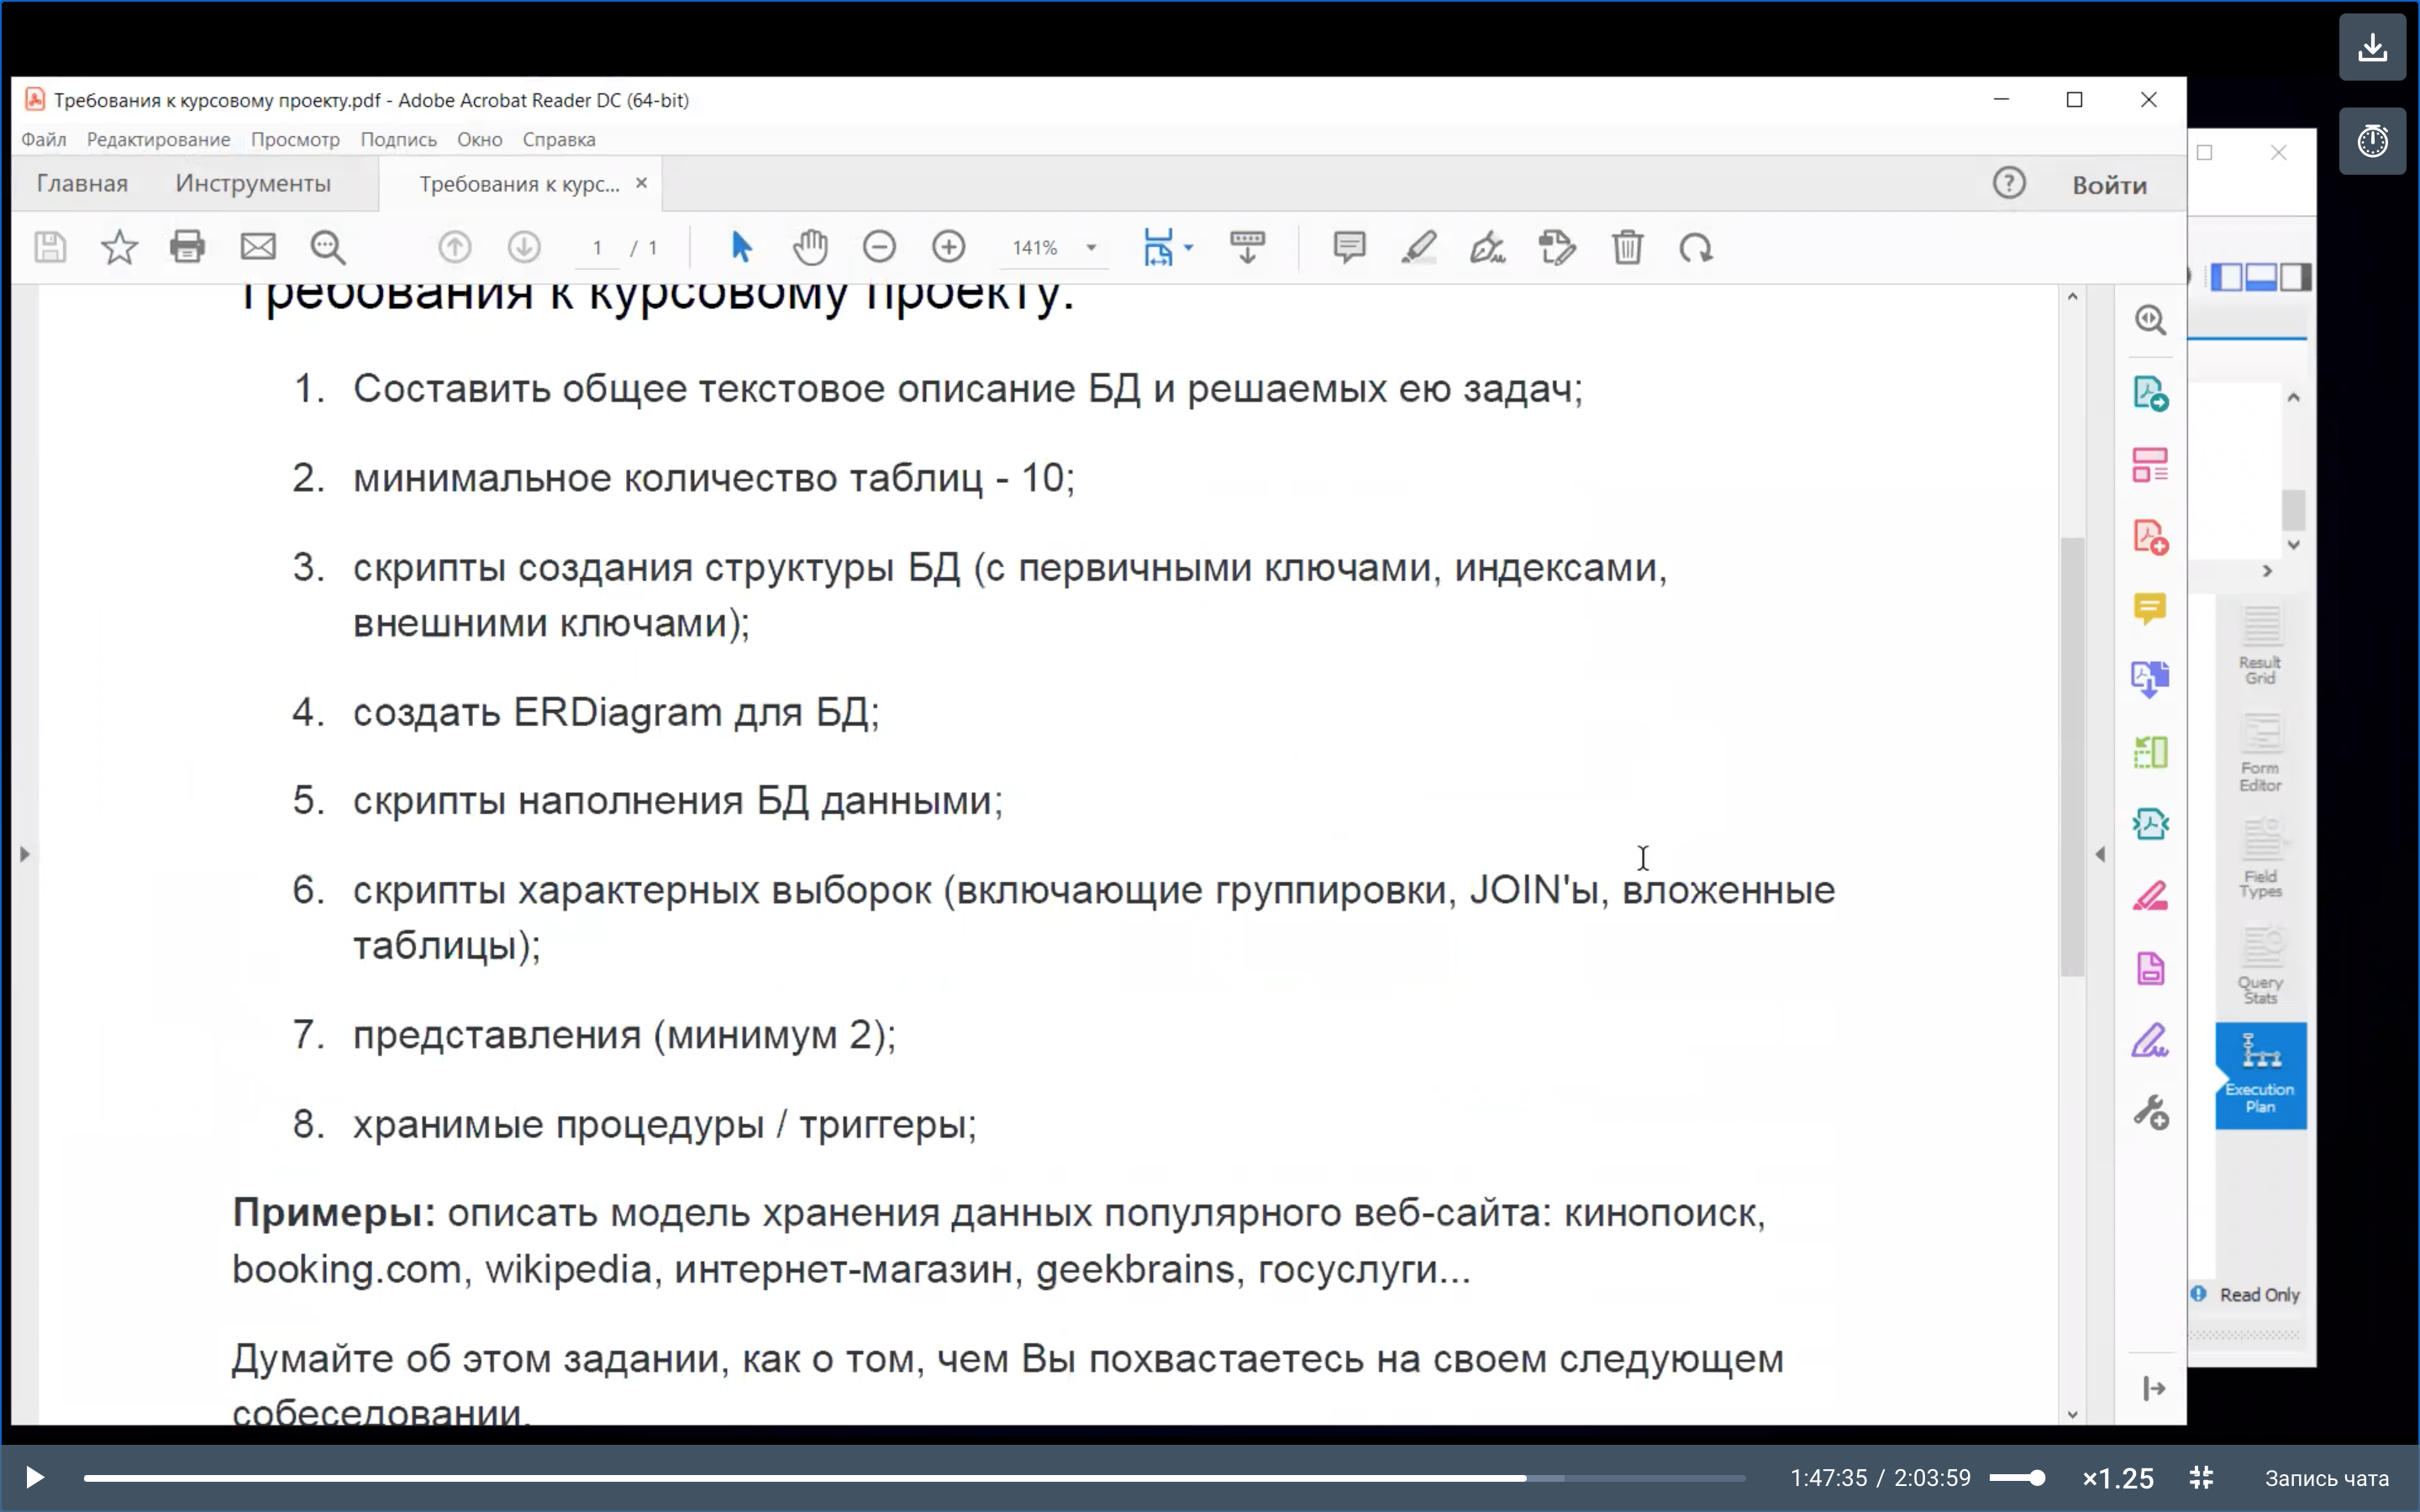 Требования к курсовому проекту.pdf - Adobe Acrobat Reader DC (64-bit)
Файл Редактирование Просмотр Подпись Окно Справка
Главная Инструменты Требования к курс... Войти
1 / 1 141%
Требования к курсовому проекту.
1. Составить общее текстовое описание БД и решаемых ею задач;
2. минимальное количество таблиц - 10;
3. скрипты создания структуры БД (с первичными ключами, индексами,
внешними ключами);
4. создать ERDiagram для БД;
5. скрипты наполнения БД данными;
6. скрипты характерных выборок (включающие группировки, JOIN'ы, вложенные
таблицы);
7. представления (минимум 2);
8. хранимые процедуры / триггеры;
Примеры: описать модель хранения данных популярного веб-сайта: кинопоиск,
booking.com, wikipedia, интернет-магазин, geekbrains, госуслуги...
Думайте об этом задании, как о том, чем Вы похвастаетесь на своем следующем
собеседовании.
Result
Grid
Form
Editor
Field
Types
Query
Stats
Execution
Plan
Read Only
1:47:35 / 2:03:59 ×1.25 Запись чата